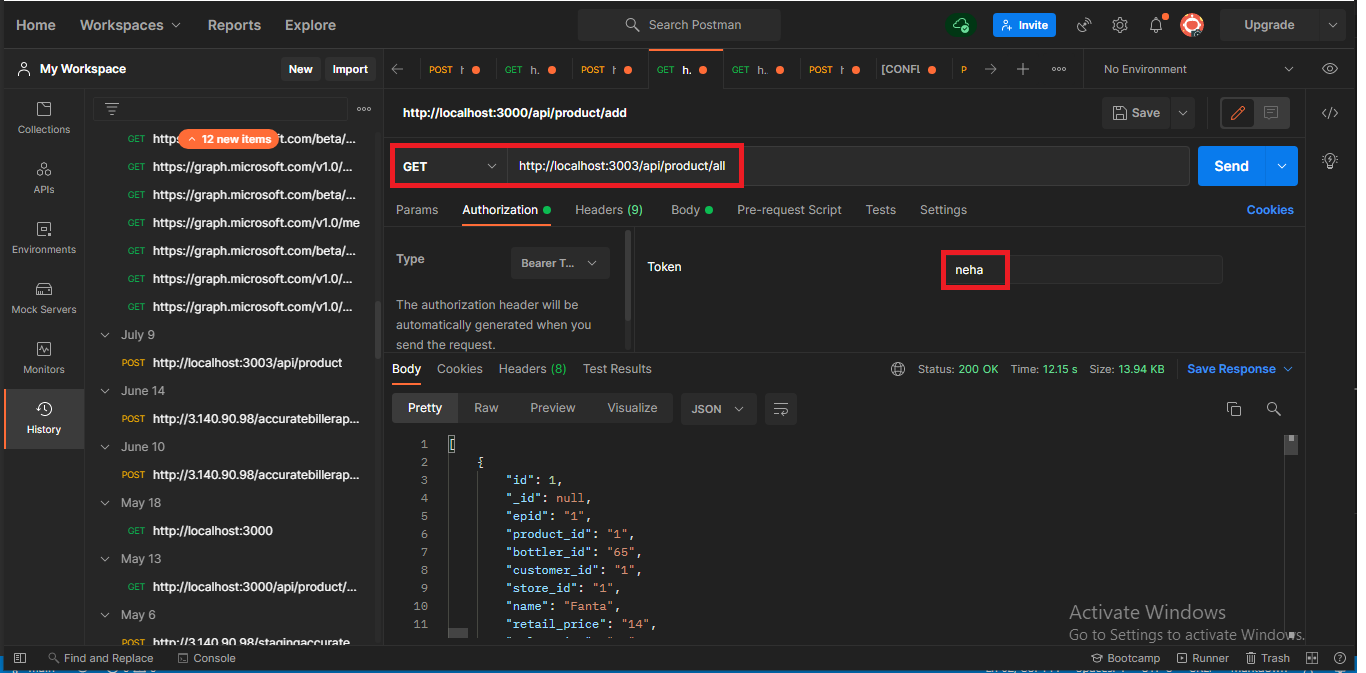 Home Workspaces Reports Explore Search Postman Invite Upgrade
My Workspace New Import POST h GET h. POST h GET h. GET h. POST h [CONFL P No Environment
http://localhost:3000/api/product/add Save
Collections
APIs
Environments
Mock Servers
Monitors
History
12 new items
GET https t.com/beta/...
GET https://graph.microsoft.com/v1.0/...
GET https://graph.microsoft.com/beta/...
GET https://graph.microsoft.com/v1.0/me
GET https://graph.microsoft.com/beta/...
GET https://graph.microsoft.com/v1.0/...
GET https://graph.microsoft.com/v1.0/...
July 9
POST http://localhost:3003/api/product
June 14
POST http://3.140.90.98/accuratebillerap...
June 10
POST http://3.140.90.98/accuratebillerap...
May 18
GET http://localhost:3000
May 13
GET http://localhost:3000/api/product/...
May 6
POST http://3.140.90.98/stagingaccurate
GET http://localhost:3003/api/product/all Send
Params Authorization Headers (9) Body Pre-request Script Tests Settings Cookies
Type Bearer T...
The authorization header will be
automatically generated when you
send the request.
Token neha
Body Cookies Headers (8) Test Results Status: 200 OK Time: 12.15 s Size: 13.94 KB Save Response
Pretty Raw Preview Visualize JSON
1 [
2 {
3 "id": 1,
4 "_id": null,
5 "epid": "1",
6 "product_id": "1",
7 "bottler_id": "65",
8 "customer_id": "1",
9 "store_id": "1",
10 "name": "Fanta",
11 "retail_price": "14",
Activate Windows
Go to Settings to activate Windows.
Find and Replace Console Bootcamp Runner Trash